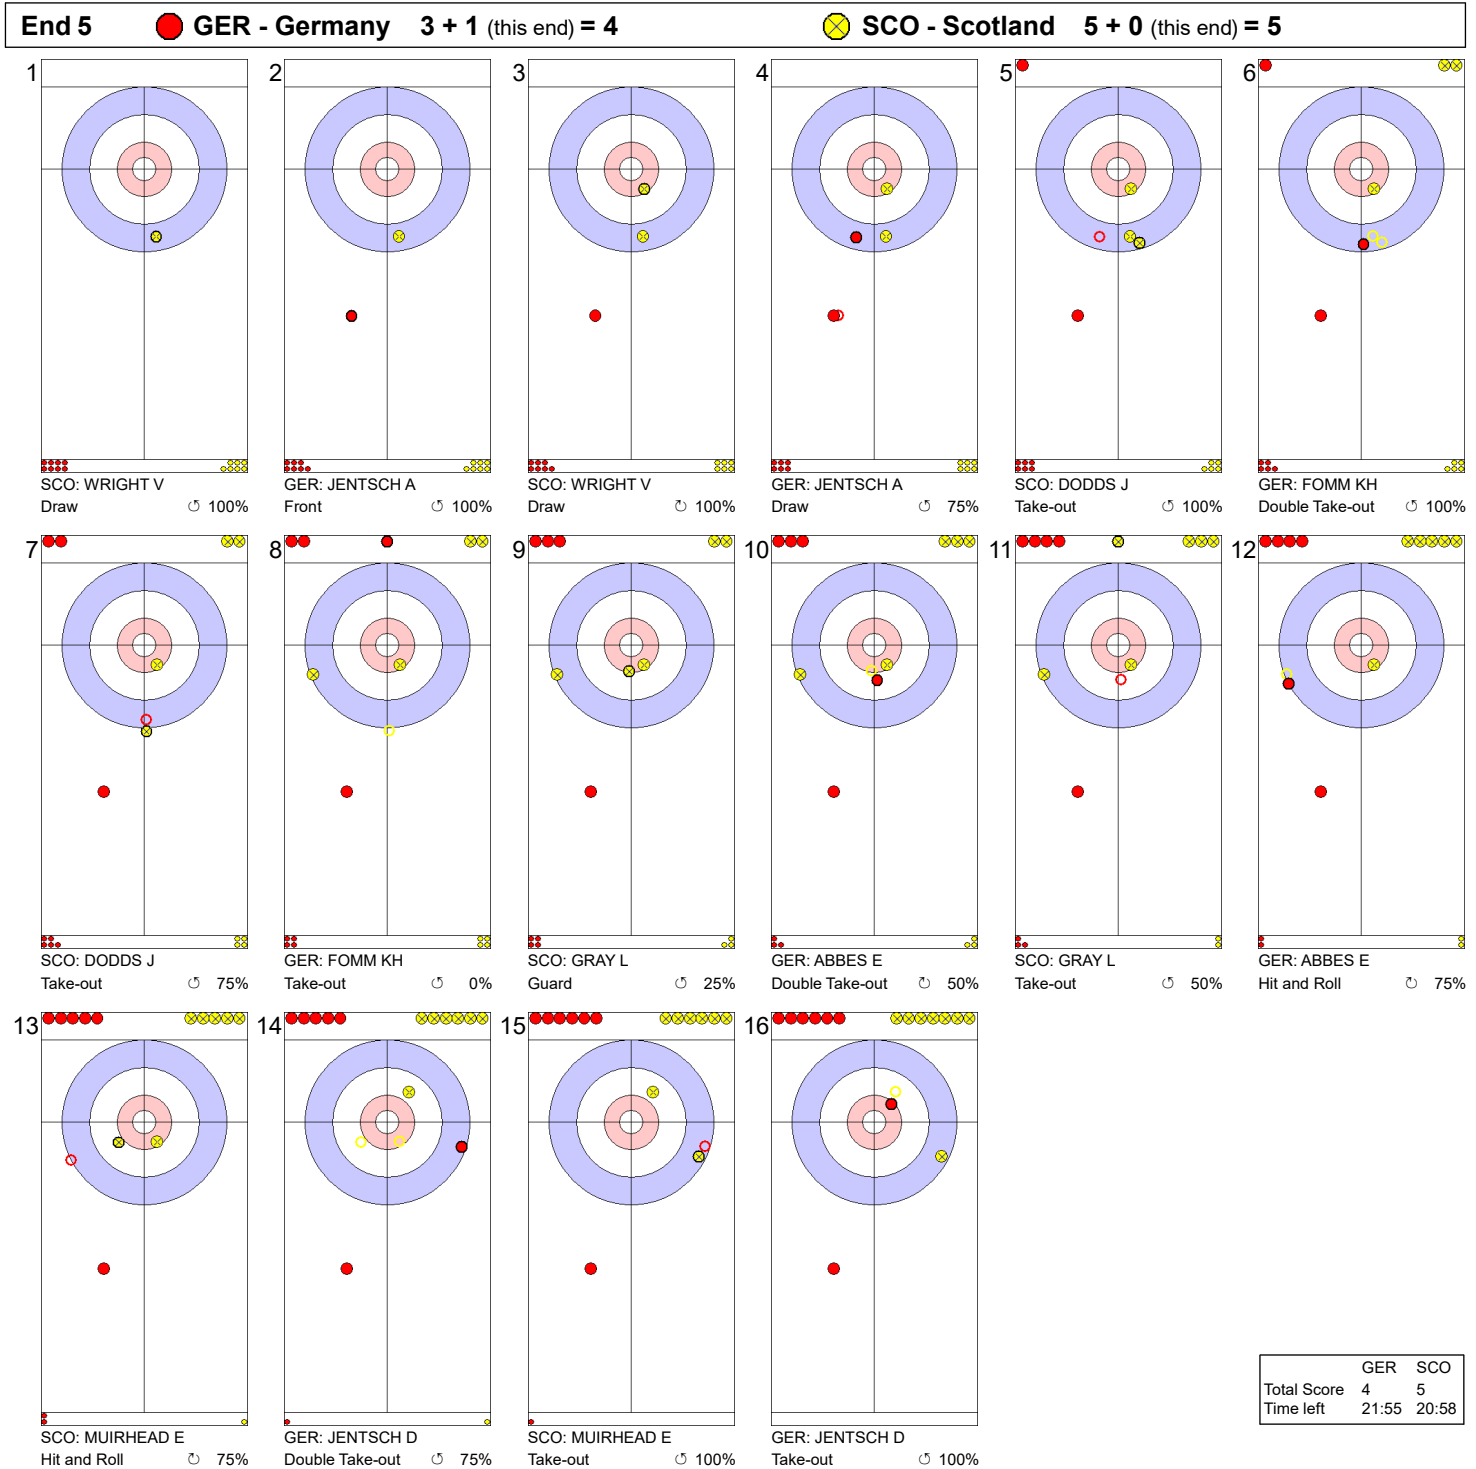 End 5 GER - Germany 3 + 1 (this end) = 4 SCO - Scotland 5 + 0 (this end) = 5
1 2 3 4 5 6
SCO: WRIGHT V GER: JENTSCH A SCO: WRIGHT V GER: JENTSCH A SCO: DODDS J GER: FOMM KH
Draw ↺ 100% Front ↺ 100% Draw ↻ 100% Draw ↺ 75% Take-out ↺ 100% Double Take-out ↺ 100%
7 8 9 10 11 12
SCO: DODDS J GER: FOMM KH SCO: GRAY L GER: ABBES E SCO: GRAY L GER: ABBES E
Take-out ↺ 75% Take-out ↺ 0% Guard ↺ 25% Double Take-out ↻ 50% Take-out ↺ 50% Hit and Roll ↻ 75%
13 14 15 16
GER SCO
Total Score 4 5
Time left 21:55 20:58
SCO: MUIRHEAD E GER: JENTSCH D SCO: MUIRHEAD E GER: JENTSCH D
Hit and Roll ↻ 75% Double Take-out ↺ 75% Take-out ↺ 100% Take-out ↺ 100%